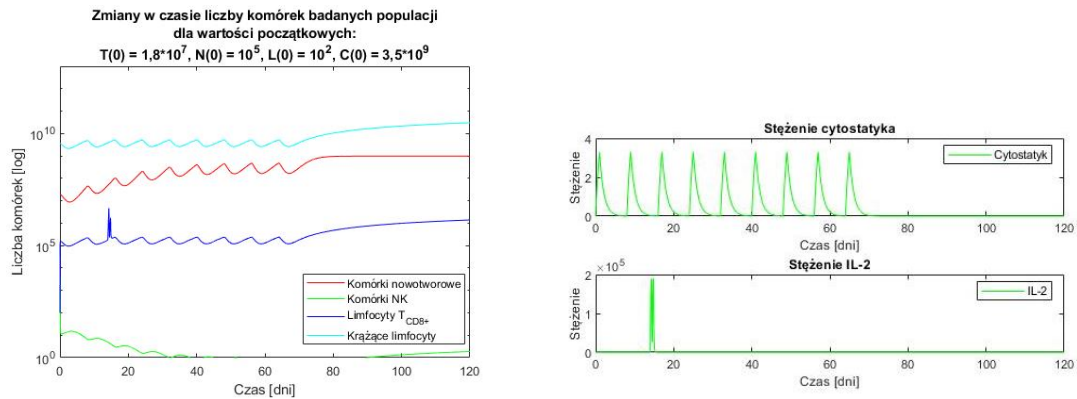 Zmiany w czasie liczby komórek badanych populacji
dla wartości początkowych:
T(0) = 1,8*10^7, N(0) = 10^5, L(0) = 10^2, C(0) = 3,5*10^9
Liczba komórek [log]
10^10
10^5
10^0
0 20 40 60 80 100 120
Czas [dni]
Komórki nowotworowe
Komórki NK
Limfocyty T_CD8+
Krążące limfocyty
Stężenie cytostatyka
Stężenie
4
2
0
0 20 40 60 80 100 120
Czas [dni]
Cytostatyk
Stężenie IL-2
×10^5
Stężenie
2
1
0
0 20 40 60 80 100 120
Czas [dni]
IL-2